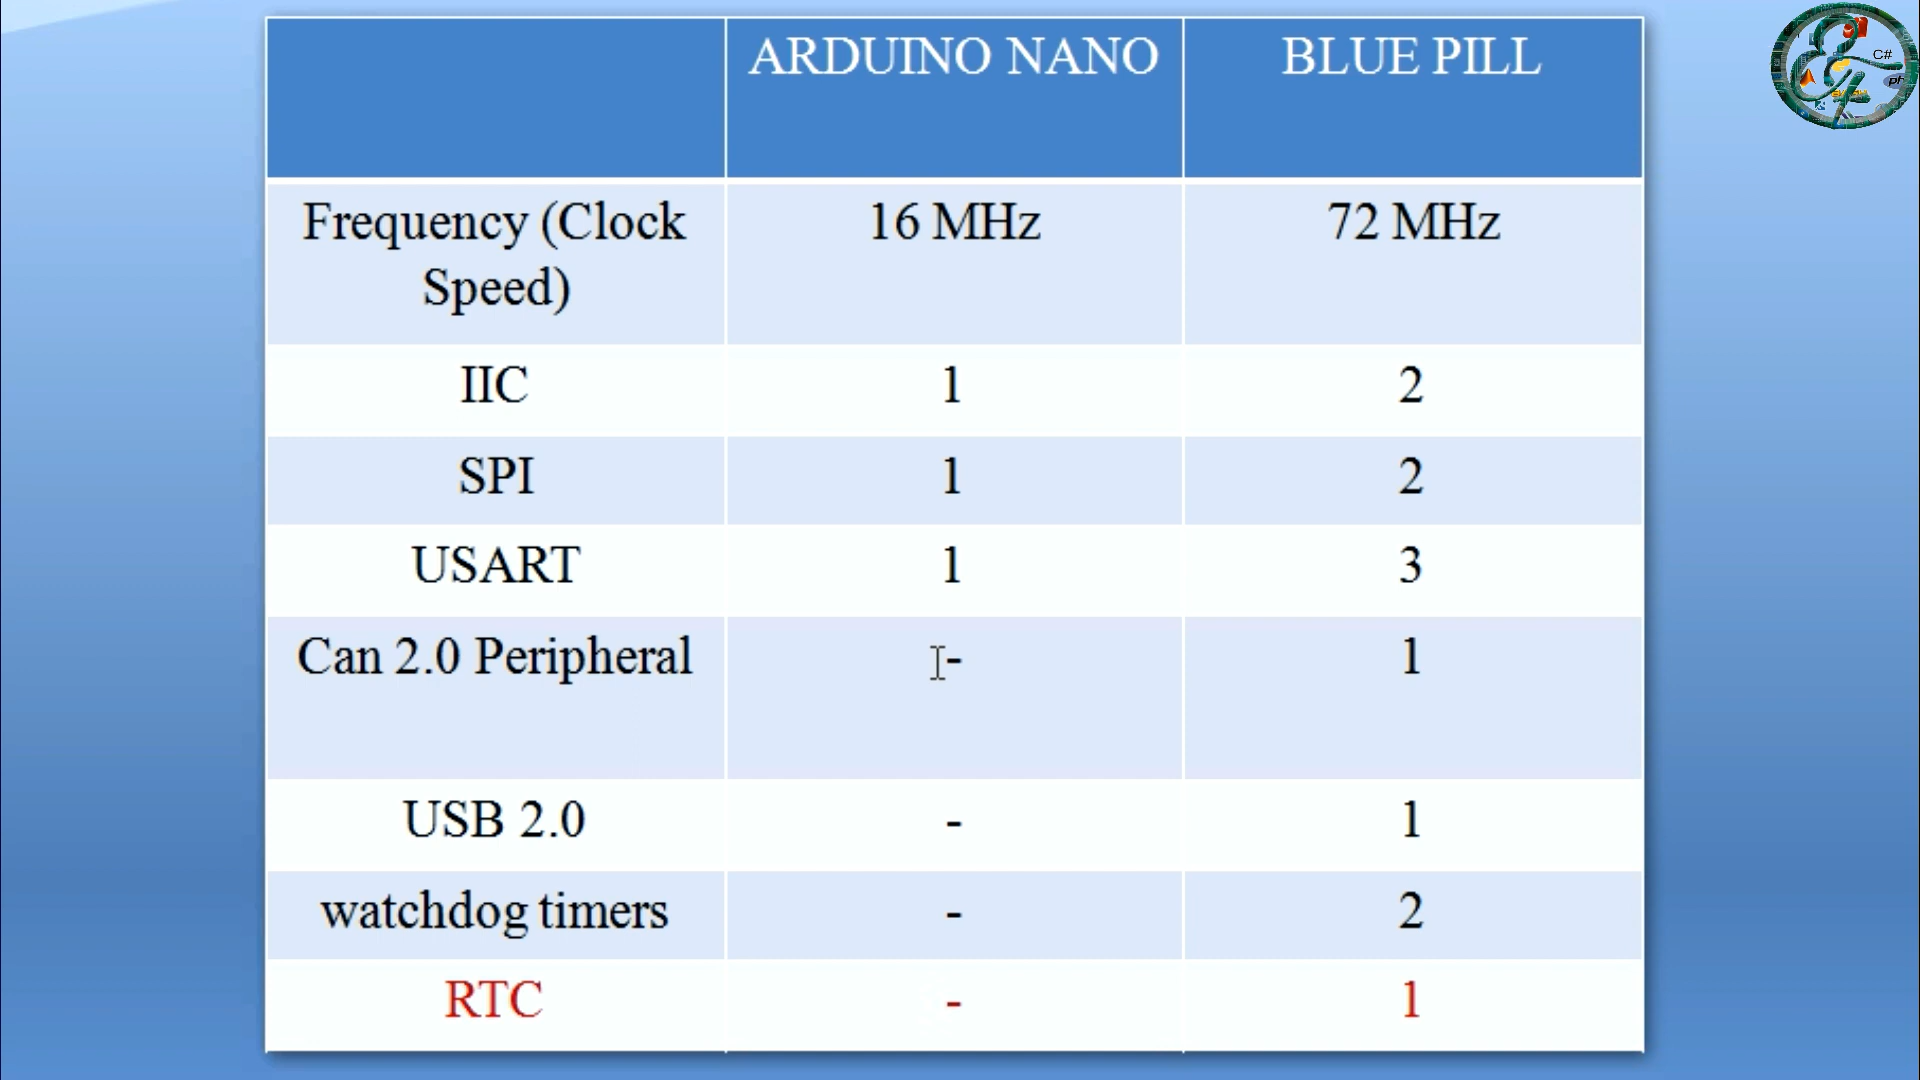 ARDUINO NANO BLUE PILL
Frequency (Clock Speed) 16 MHz 72 MHz
IIC 1 2
SPI 1 2
USART 1 3
Can 2.0 Peripheral - 1
USB 2.0 - 1
watchdog timers - 2
RTC - 1
C#